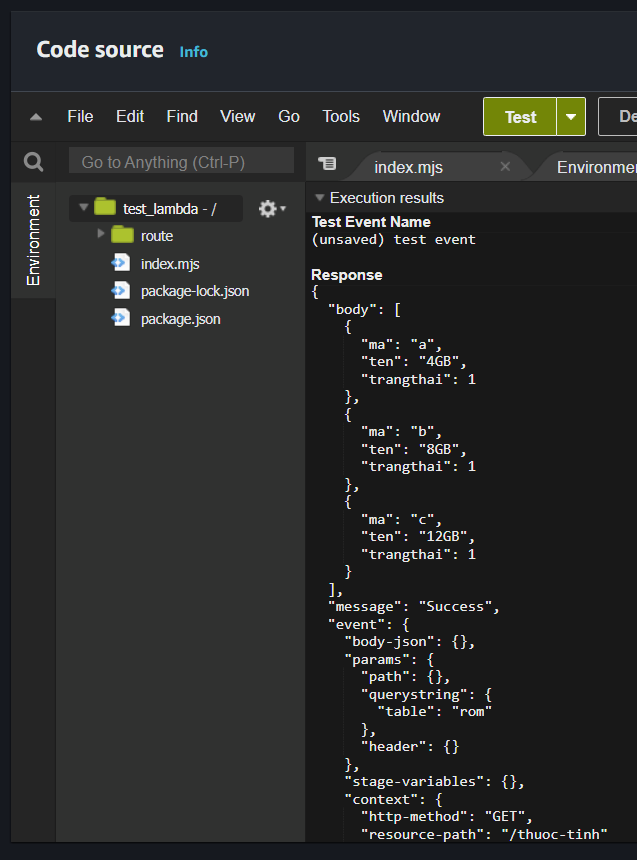 Code source Info
File Edit Find View Go Tools Window Test
Go to Anything (Ctrl-P)
index.mjs
Environment
test_lambda - /
route
index.mjs
package-lock.json
package.json
Execution results
Test Event Name
(unsaved) test event
Response
{
"body": [
{
"ma": "a",
"ten": "4GB",
"trangthai": 1
},
{
"ma": "b",
"ten": "8GB",
"trangthai": 1
},
{
"ma": "c",
"ten": "12GB",
"trangthai": 1
}
],
"message": "Success",
"event": {
"body-json": {},
"params": {
"path": {},
"querystring": {
"table": "rom"
},
"header": {}
},
"stage-variables": {},
"context": {
"http-method": "GET",
"resource-path": "/thuoc-tinh"